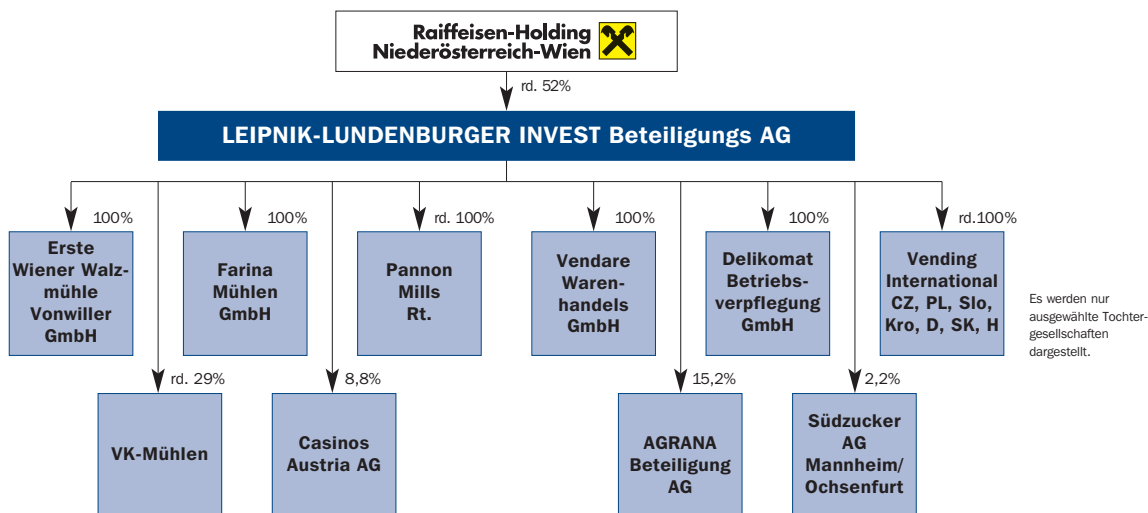 Raiffeisen-Holding
Niederösterreich-Wien
rd. 52%
LEIPNIK-LUNDENBURGER INVEST Beteiligungs AG
100%
Erste
Wiener Walz-
mühle
Vonwiller
GmbH
100%
Farina
Mühlen
GmbH
rd. 100%
Pannon
Mills
Rt.
100%
Vendare
Waren-
handels
GmbH
100%
Delikomat
Betriebs-
verpflegung
GmbH
rd.100%
Vending
International
CZ, PL, Slo,
Kro, D, SK, H
Es werden nur
ausgewählte Tochter-
gesellschaften
dargestellt.
rd. 29%
VK-Mühlen
8,8%
Casinos
Austria AG
15,2%
AGRANA
Beteiligung
AG
2,2%
Südzucker
AG
Mannheim/
Ochsenfurt